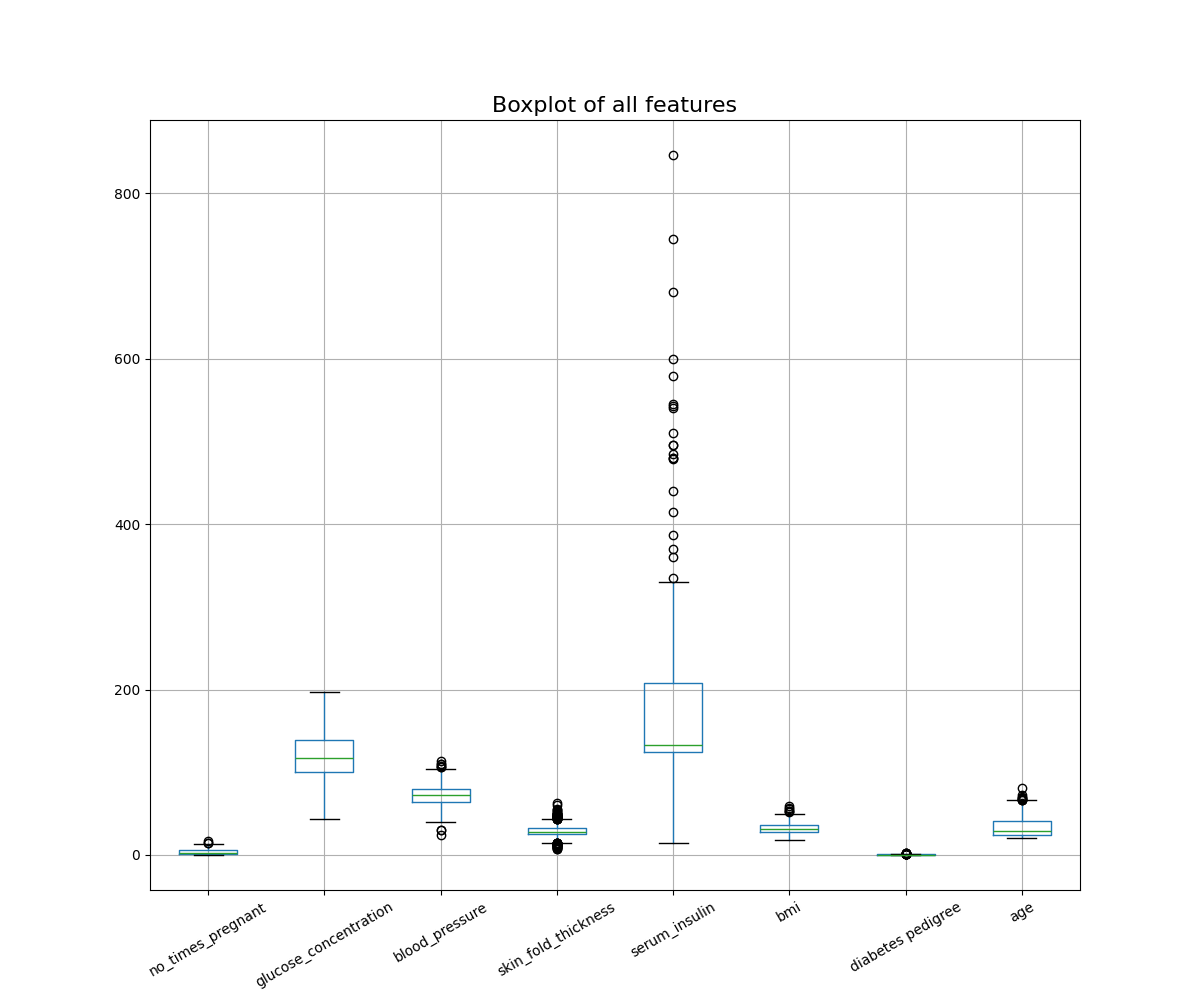 Boxplot of all features
800
600
400
200
0
no_times_pregnant
glucose_concentration
blood_pressure
skin_fold_thickness
serum_insulin
bmi
diabetes pedigree
age